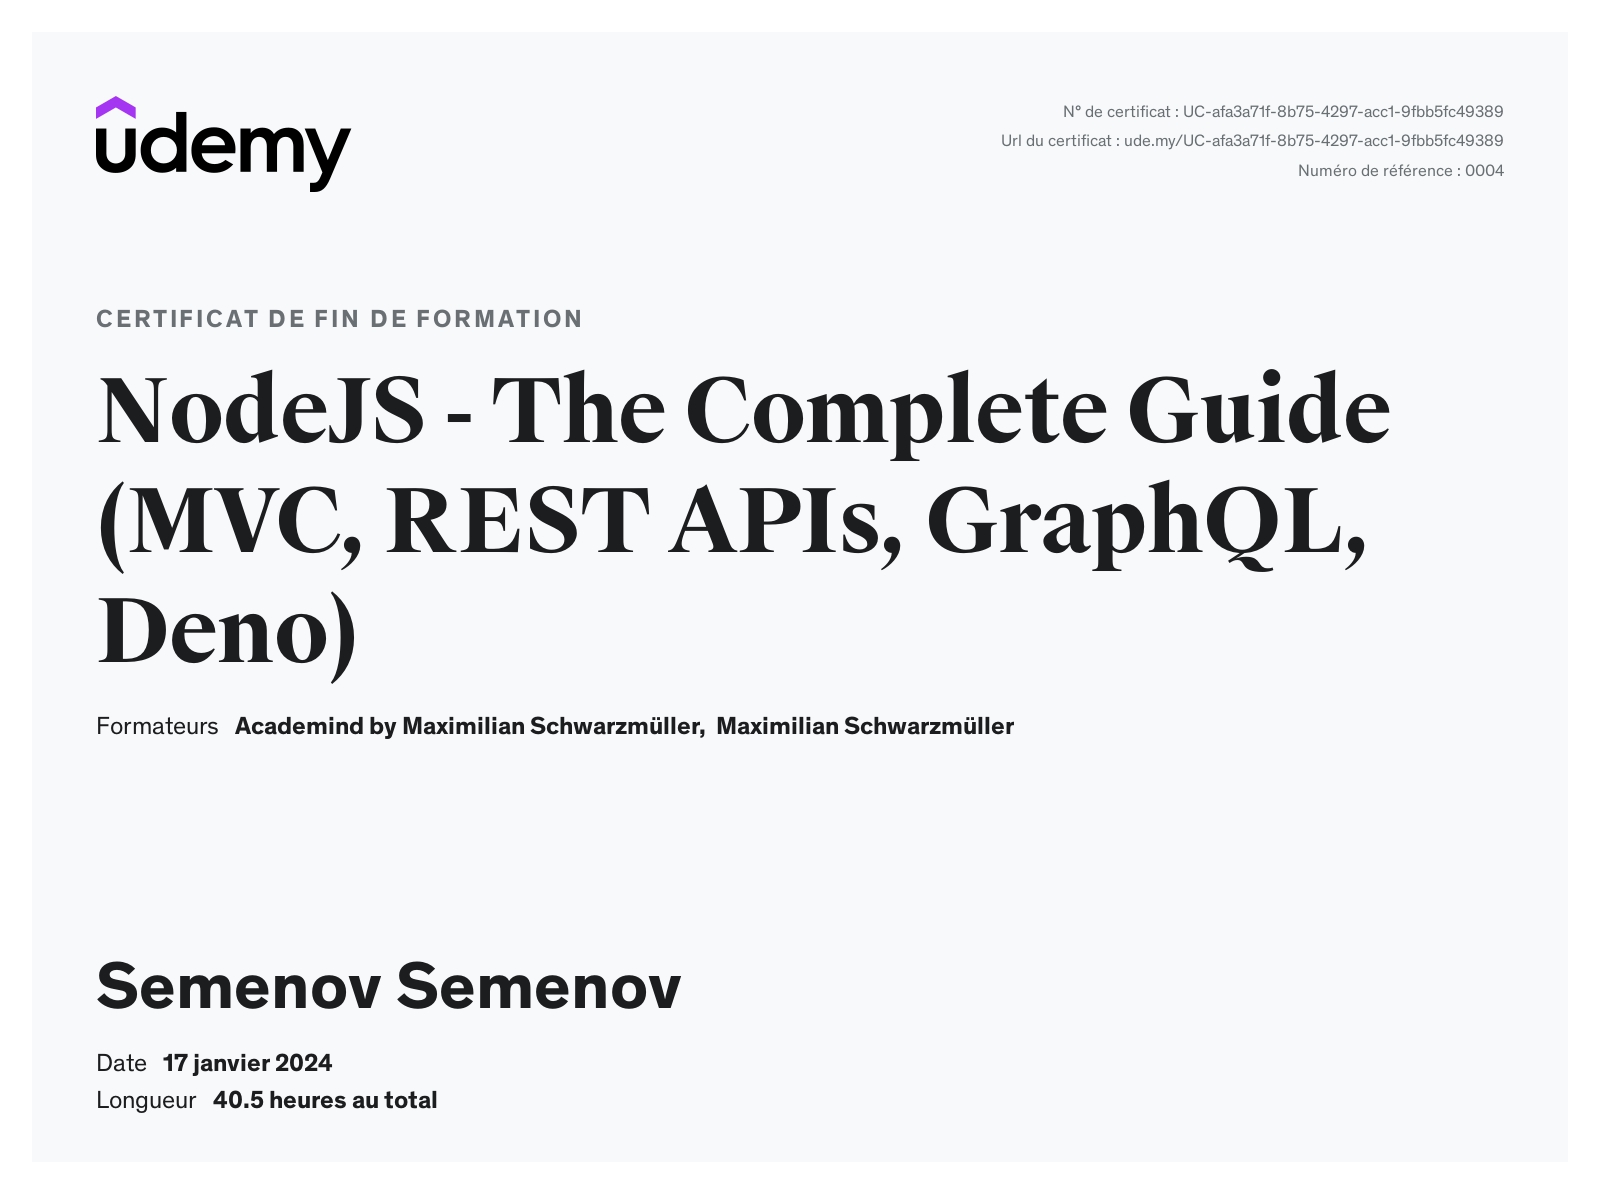 udemy
N° de certificat : UC-afa3a71f-8b75-4297-acc1-9fbb5fc49389
Url du certificat : ude.my/UC-afa3a71f-8b75-4297-acc1-9fbb5fc49389
Numéro de référence : 0004
CERTIFICAT DE FIN DE FORMATION
NodeJS - The Complete Guide
(MVC, REST APIs, GraphQL,
Deno)
Formateurs Academind by Maximilian Schwarzmüller, Maximilian Schwarzmüller
Semenov Semenov
Date 17 janvier 2024
Longueur 40.5 heures au total